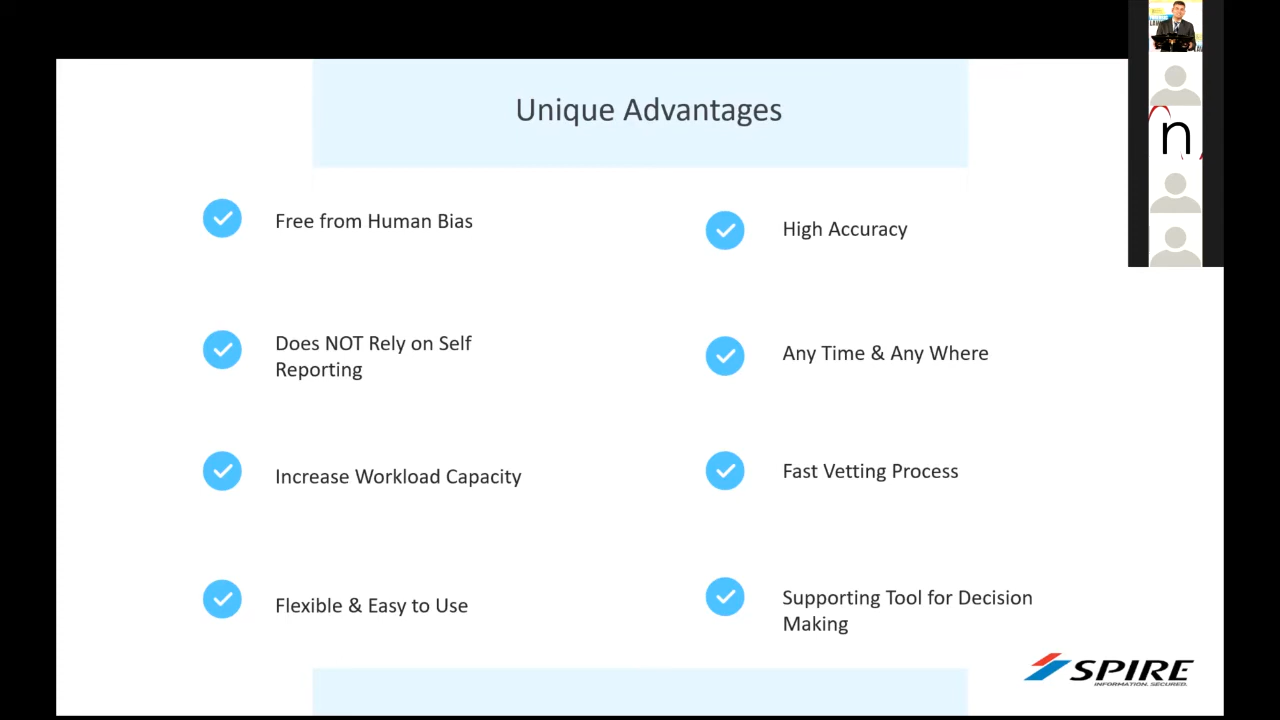 Unique Advantages
Free from Human Bias
High Accuracy
Does NOT Rely on Self
Reporting
Any Time & Any Where
Increase Workload Capacity
Fast Vetting Process
Flexible & Easy to Use
Supporting Tool for Decision
Making
SPIRE
INFORMATION. SECURED.
n